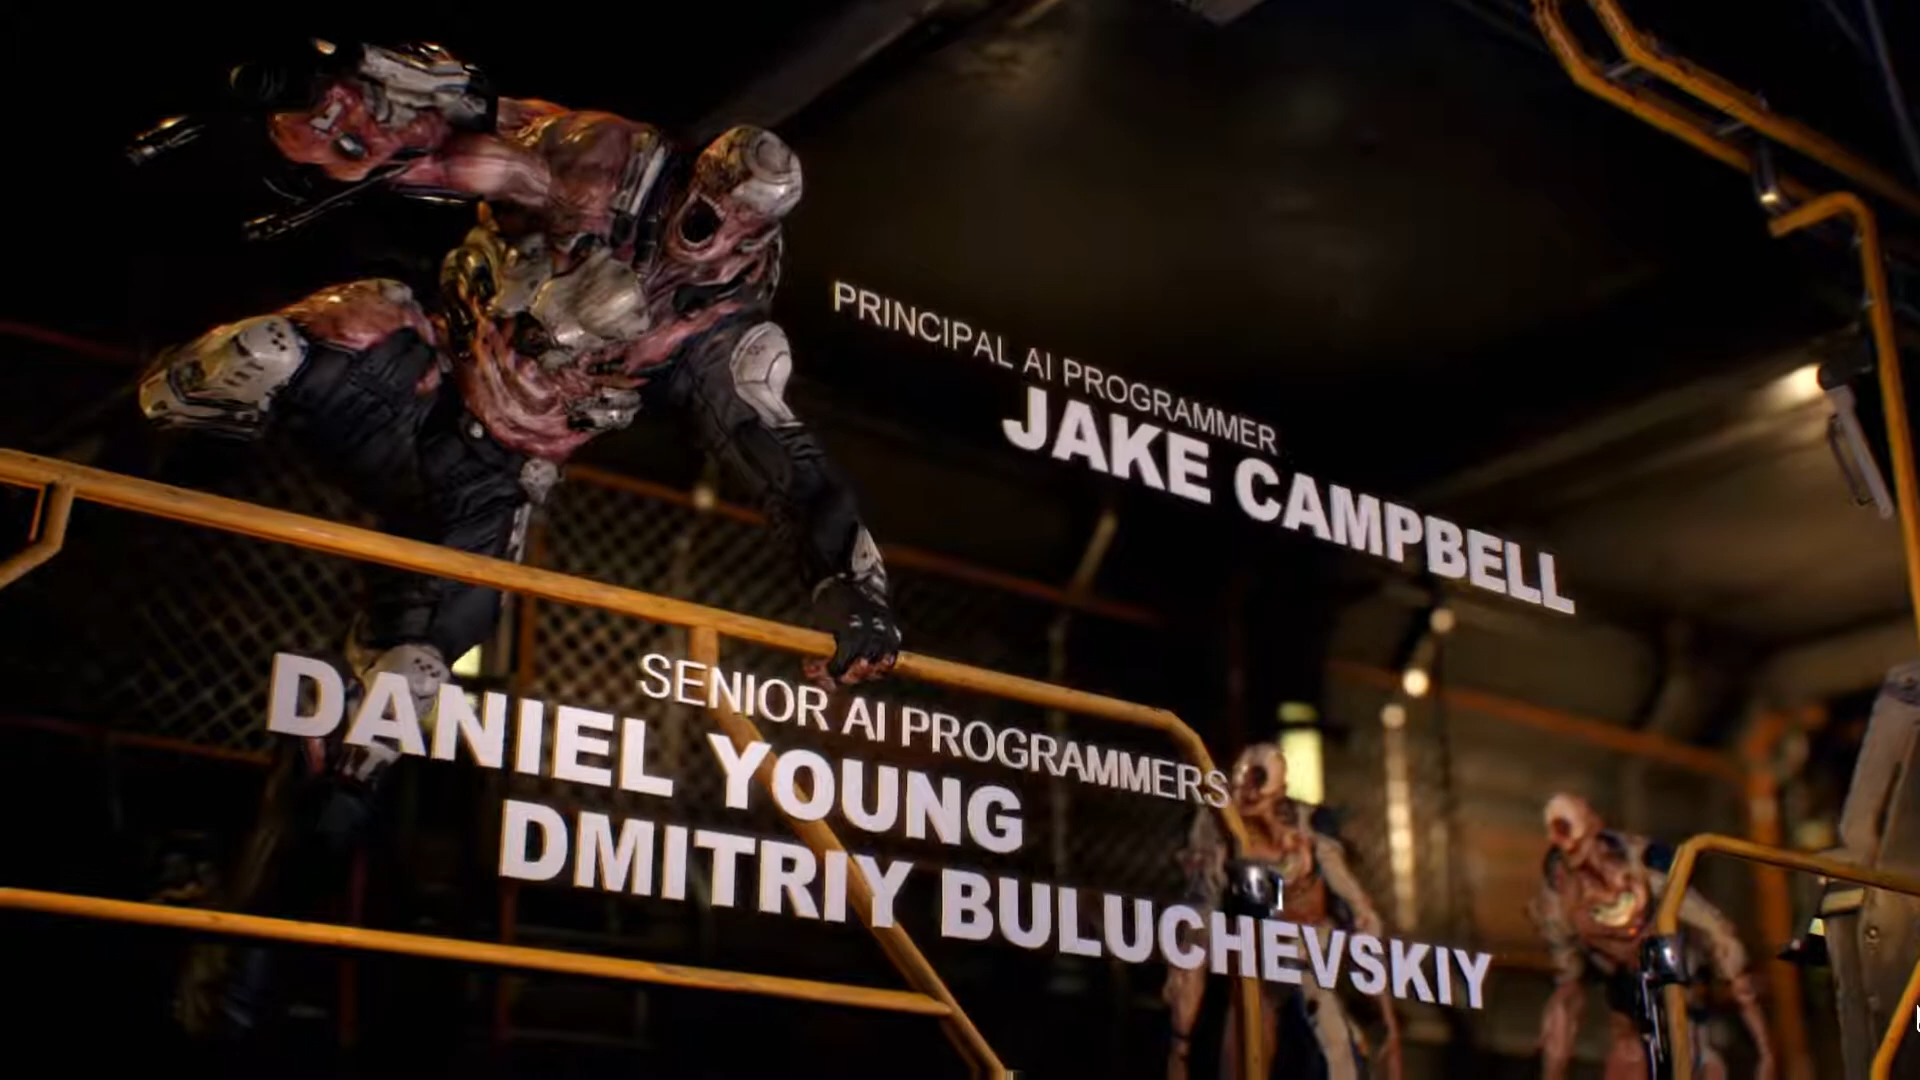 PRINCIPAL AI PROGRAMMER
JAKE CAMPBELL
SENIOR AI PROGRAMMERS
DANIEL YOUNG
DMITRIY BULUCHEVSKIY